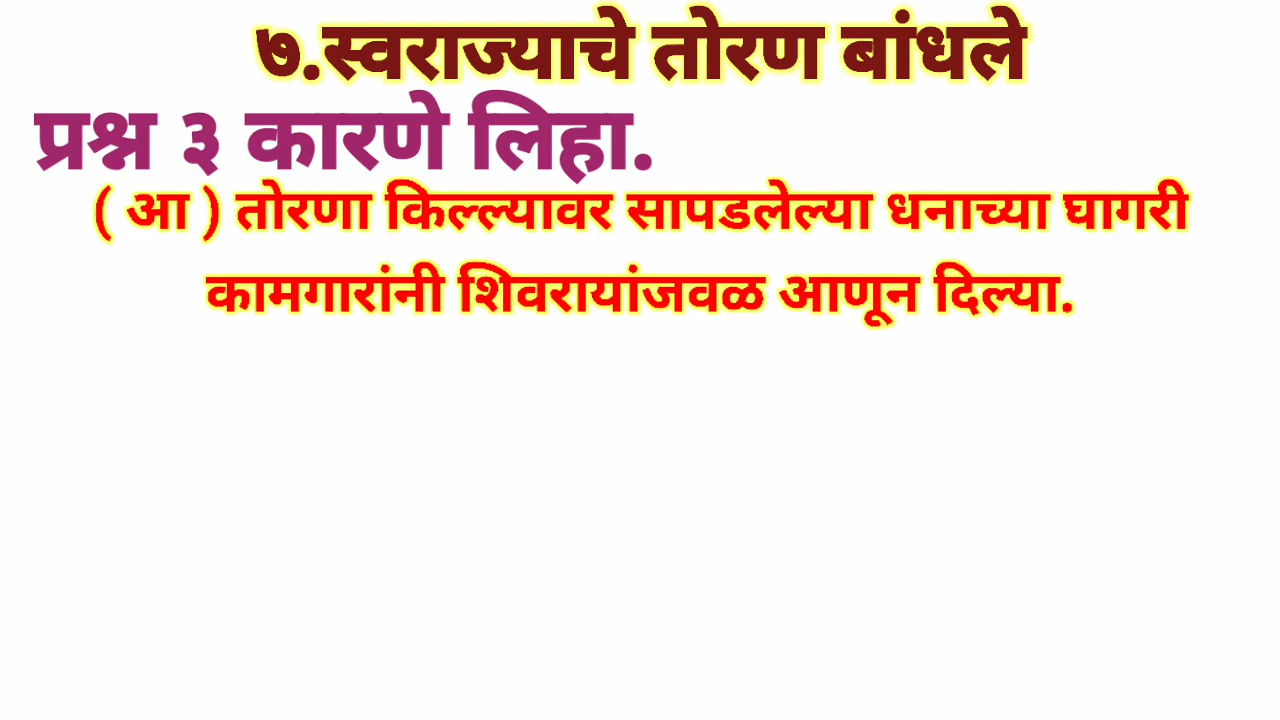 ७.स्वराज्याचे तोरण बांधले
प्रश्न ३ कारणे लिहा.
( आ ) तोरणा किल्ल्यावर सापडलेल्या धनाच्या घागरी
कामगारांनी शिवरायांजवळ आणून दिल्या.